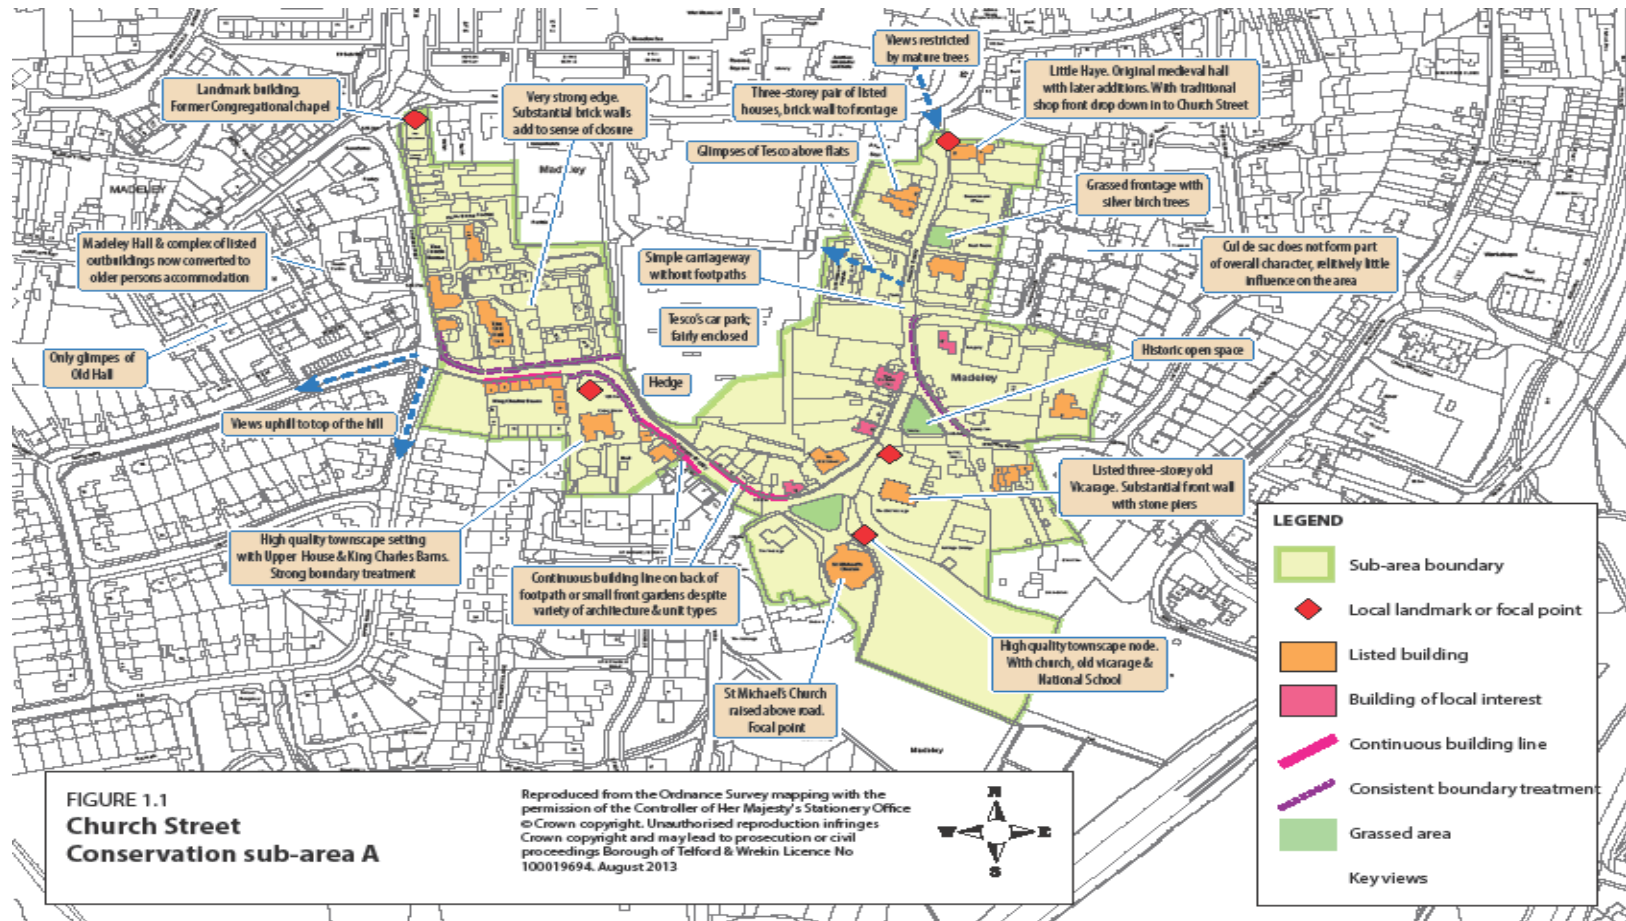 Views restricted
by mature trees
Landmark building.
Former Congregational chapel
Very strong edge.
Substantial brick walls
add to sense of closure
Three-storey pair of listed
houses, brick wall to frontage
Little Haye. Original medieval hall
with later additions. With traditional
shop front drop down in to Church Street
Glimpses of Tesco above flats
Grassed frontage with
silver birch trees
MADELEY
Madeley
Madeley Hall & complex of listed
outbuildings now converted to
older persons accommodation
Simple carriageway
without footpaths
Cul de sac does not form part
of overall character, relitively little
influence on the area
Tesco's car park;
fairly enclosed
Only glimpses of
Old Hall
Historic open space
Hedge
Madeley
Views uphill to top of the hill
King Charles Barns
Listed three-storey old
Vicarage. Substantial front wall
with stone piers
High quality townscape setting
with Upper House & King Charles Barns.
Strong boundary treatment
Continuous building line on back of
footpath or small front gardens despite
variety of architecture & unit types
St Michael's
Church
High quality townscape node.
With church, old vicarage &
National School
St Michael's Church
raised above road.
Focal point
Madeley
LEGEND
Sub-area boundary
Local landmark or focal point
Listed building
Building of local interest
Continuous building line
Consistent boundary treatment
Grassed area
Key views
FIGURE 1.1
Church Street
Conservation sub-area A
Reproduced from the Ordnance Survey mapping with the
permission of the Controller of Her Majesty's Stationery Office
© Crown copyright. Unauthorised reproduction infringes
Crown copyright and may lead to prosecution or civil
proceedings Borough of Telford & Wrekin Licence No
100019694. August 2013
N
W E
S